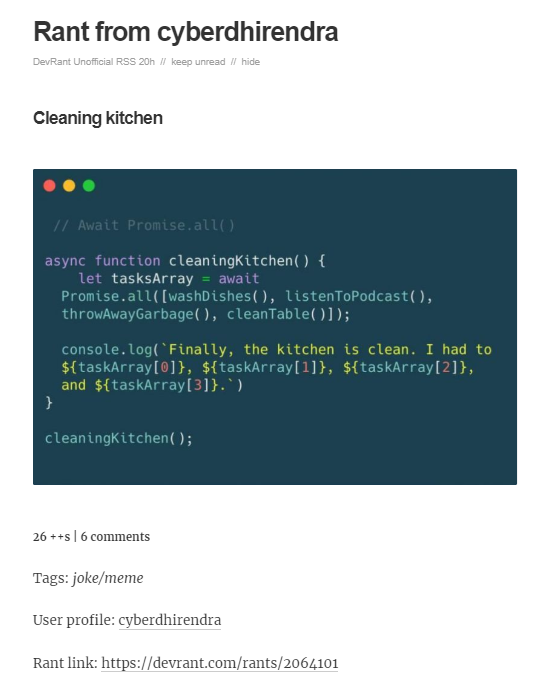 Rant from cyberdhirendra
DevRant Unofficial RSS 20h // keep unread // hide
Cleaning kitchen
// Await Promise.all()
async function cleaningKitchen() {
let tasksArray = await
Promise.all([washDishes(), listenToPodcast(),
throwAwayGarbage(), cleanTable()]);
console.log(`Finally, the kitchen is clean. I had to
${taskArray[0]}, ${taskArray[1]}, ${taskArray[2]},
and ${taskArray[3]}.`)
}
cleaningKitchen();
26 ++s | 6 comments
Tags: joke/meme
User profile: cyberdhirendra
Rant link: https://devrant.com/rants/2064101